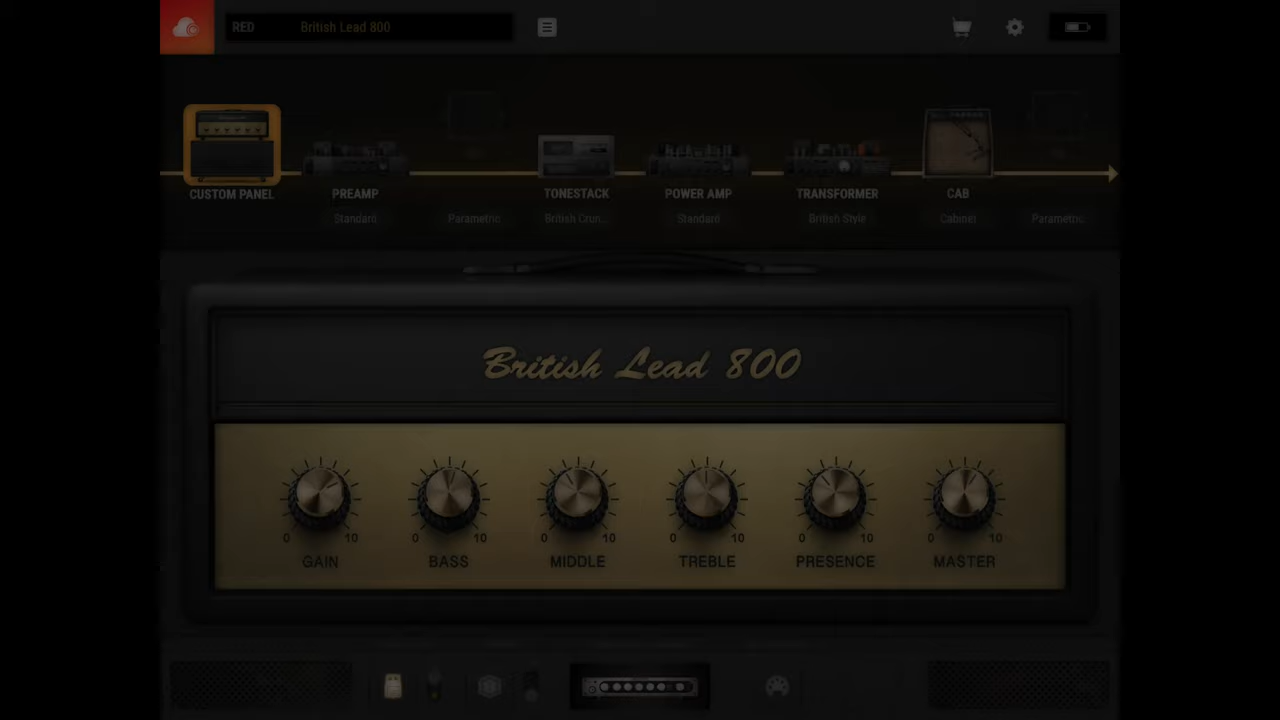 RED British Lead 800
CUSTOM PANEL PREAMP TONESTACK POWER AMP TRANSFORMER CAB
Standard Parametric British Crun... Standard British Style Cabinet Parametric
British Lead 800
0 10 0 10 0 10 0 10 0 10 0 10
GAIN BASS MIDDLE TREBLE PRESENCE MASTER